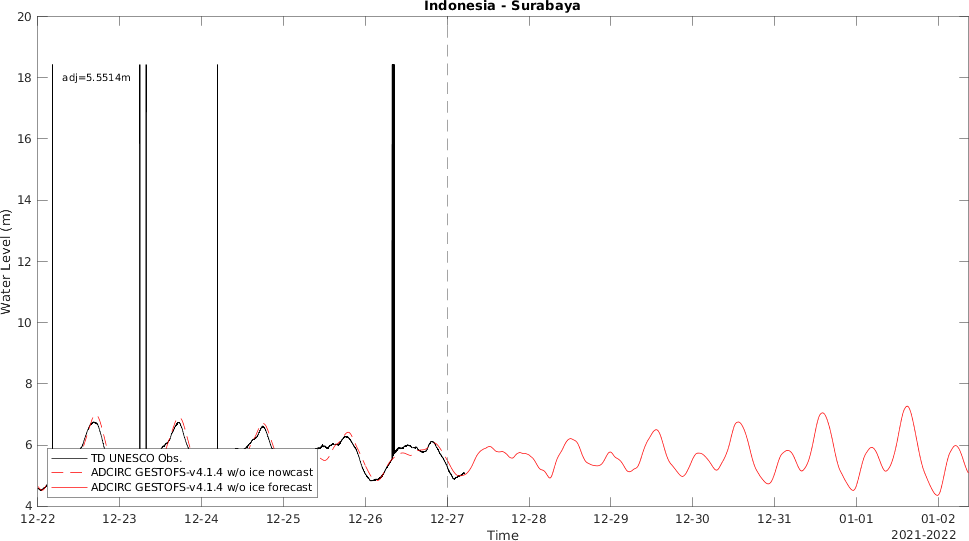 Indonesia - Surabaya
20
18
16
14
12
10
8
6
4
Water Level (m)
adj=5.5514m
TD UNESCO Obs.
ADCIRC GESTOFS-v4.1.4 w/o ice nowcast
ADCIRC GESTOFS-v4.1.4 w/o ice forecast
12-22 12-23 12-24 12-25 12-26 12-27 12-28 12-29 12-30 12-31 01-01 01-02
2021-2022
Time